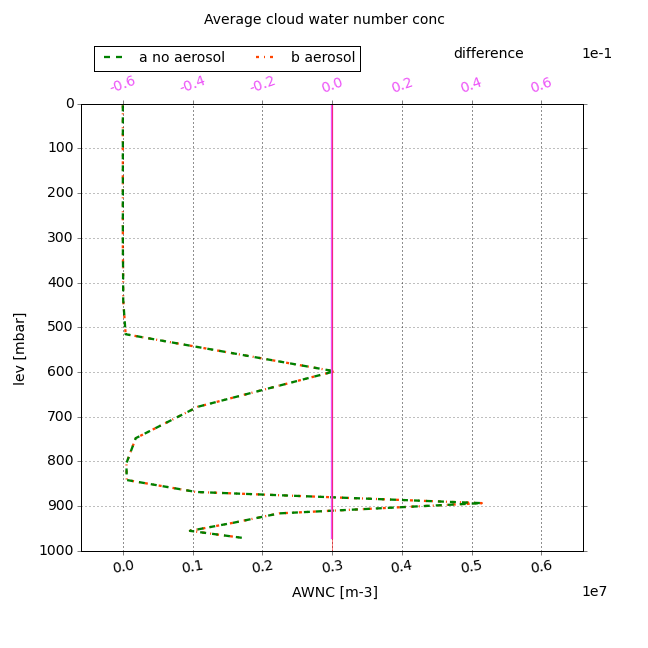 Average cloud water number conc
a no aerosol b aerosol difference 1e-1
-0.6 -0.4 -0.2 0.0 0.2 0.4 0.6
0
100
200
300
400
500
600
700
800
900
1000
lev [mbar]
0.0 0.1 0.2 0.3 0.4 0.5 0.6
AWNC [m-3] 1e7